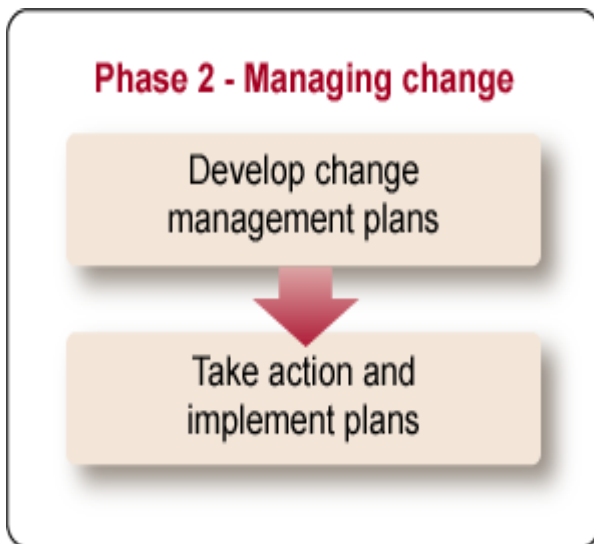 Phase 2 - Managing change
Develop change
management plans
Take action and
implement plans